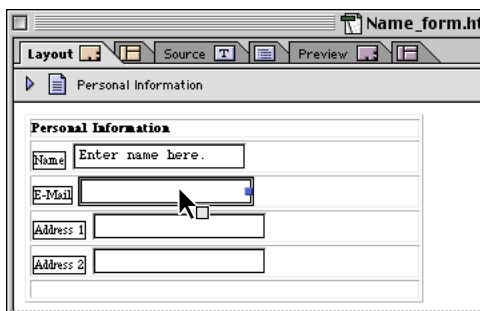 Name_form.ht
Layout Source T Preview
Personal Information
Personal Information
Name Enter name here.
E-Mail
Address 1
Address 2